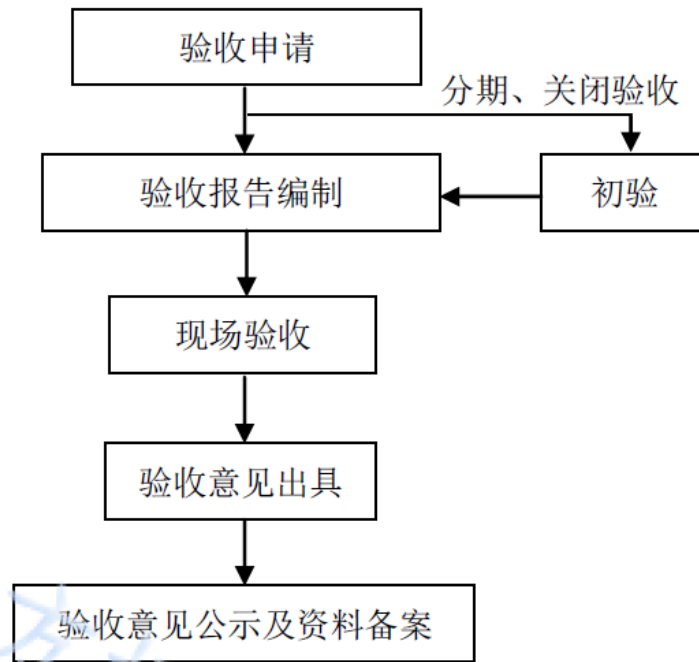 验收申请
分期、关闭验收
验收报告编制
初验
现场验收
验收意见出具
验收意见公示及资料备案